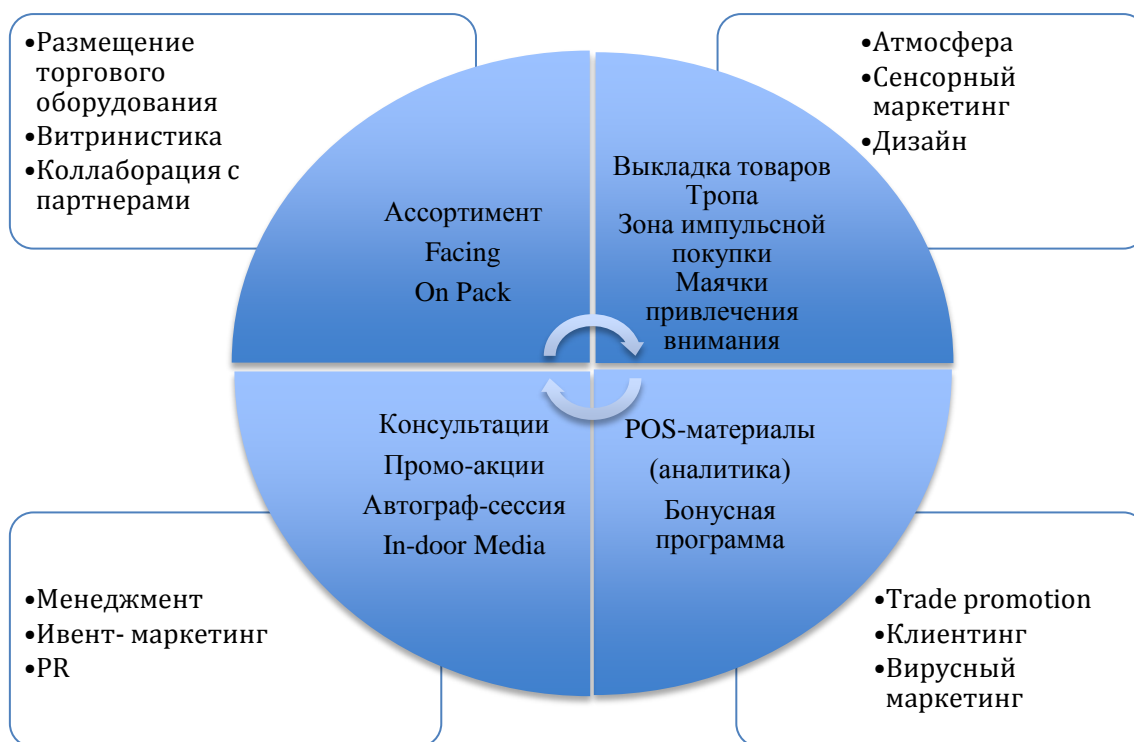 •Размещение
торгового
оборудования
•Витринистика
•Коллаборация с
партнерами
•Атмосфера
•Сенсорный
маркетинг
•Дизайн
Ассортимент
Facing
On Pack
Выкладка товаров
Тропа
Зона импульсной
покупки
Маячки
привлечения
внимания
Консультации
Промо-акции
Автограф-сессия
In-door Media
POS-материалы
(аналитика)
Бонусная
программа
•Менеджмент
•Ивент- маркетинг
•PR
•Trade promotion
•Клиентинг
•Вирусный
маркетинг